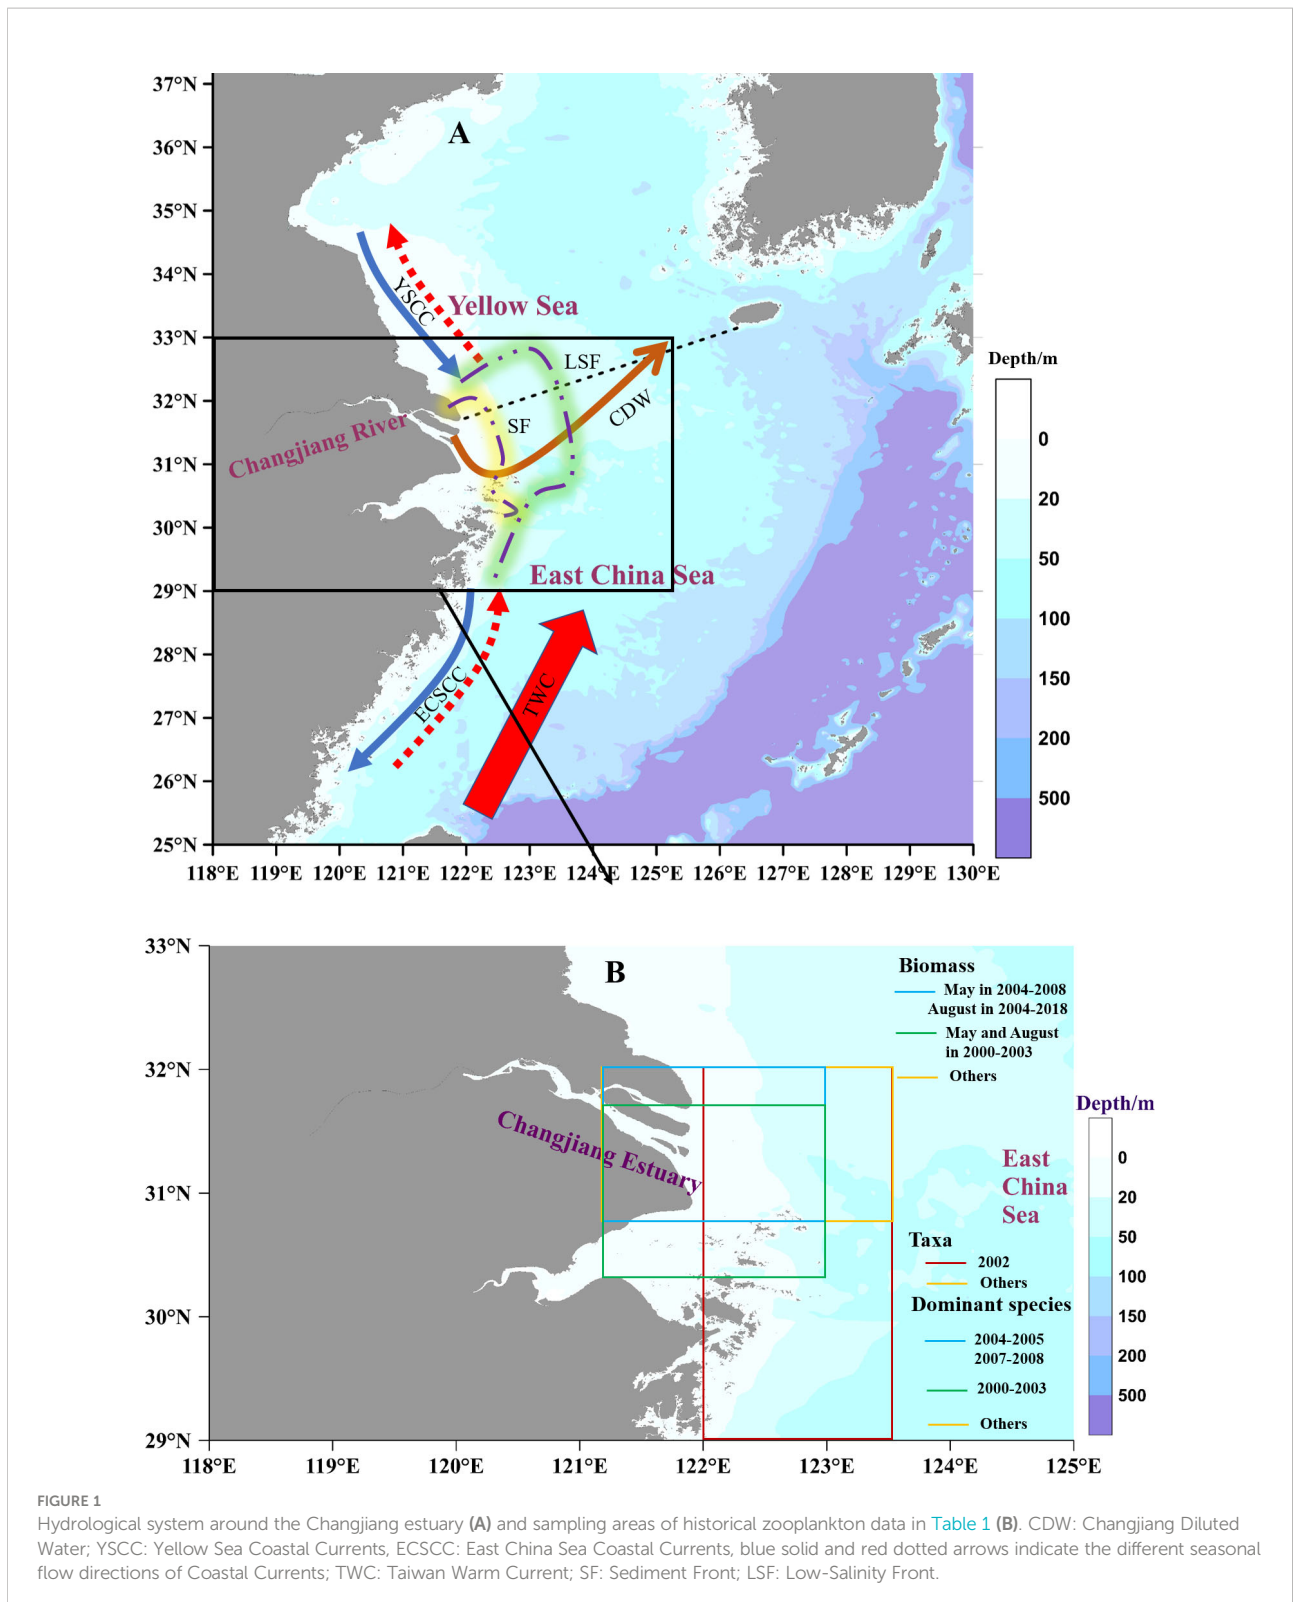 37°N
A
36°N
35°N
34°N
YSCC
Yellow Sea
33°N
LSF
32°N
SF
CDW
Changjiang River
31°N
30°N
East China Sea
29°N
28°N
ECSCC
TWC
27°N
26°N
25°N
118°E 119°E 120°E 121°E 122°E 123°E 124°E 125°E 126°E 127°E 128°E 129°E 130°E
Depth/m
0
20
50
100
150
200
500
33°N
B
32°N
31°N
30°N
29°N
Changjiang Estuary
Biomass
May in 2004-2008
August in 2004-2018
May and August
in 2000-2003
Others
East
China
Sea
Taxa
2002
Others
Dominant species
2004-2005
2007-2008
2000-2003
Others
118°E 119°E 120°E 121°E 122°E 123°E 124°E 125°E
Depth/m
0
20
50
100
150
200
500
FIGURE 1
Hydrological system around the Changjiang estuary (A) and sampling areas of historical zooplankton data in Table 1 (B). CDW: Changjiang Diluted
Water; YSCC: Yellow Sea Coastal Currents, ECSCC: East China Sea Coastal Currents, blue solid and red dotted arrows indicate the different seasonal
flow directions of Coastal Currents; TWC: Taiwan Warm Current; SF: Sediment Front; LSF: Low-Salinity Front.